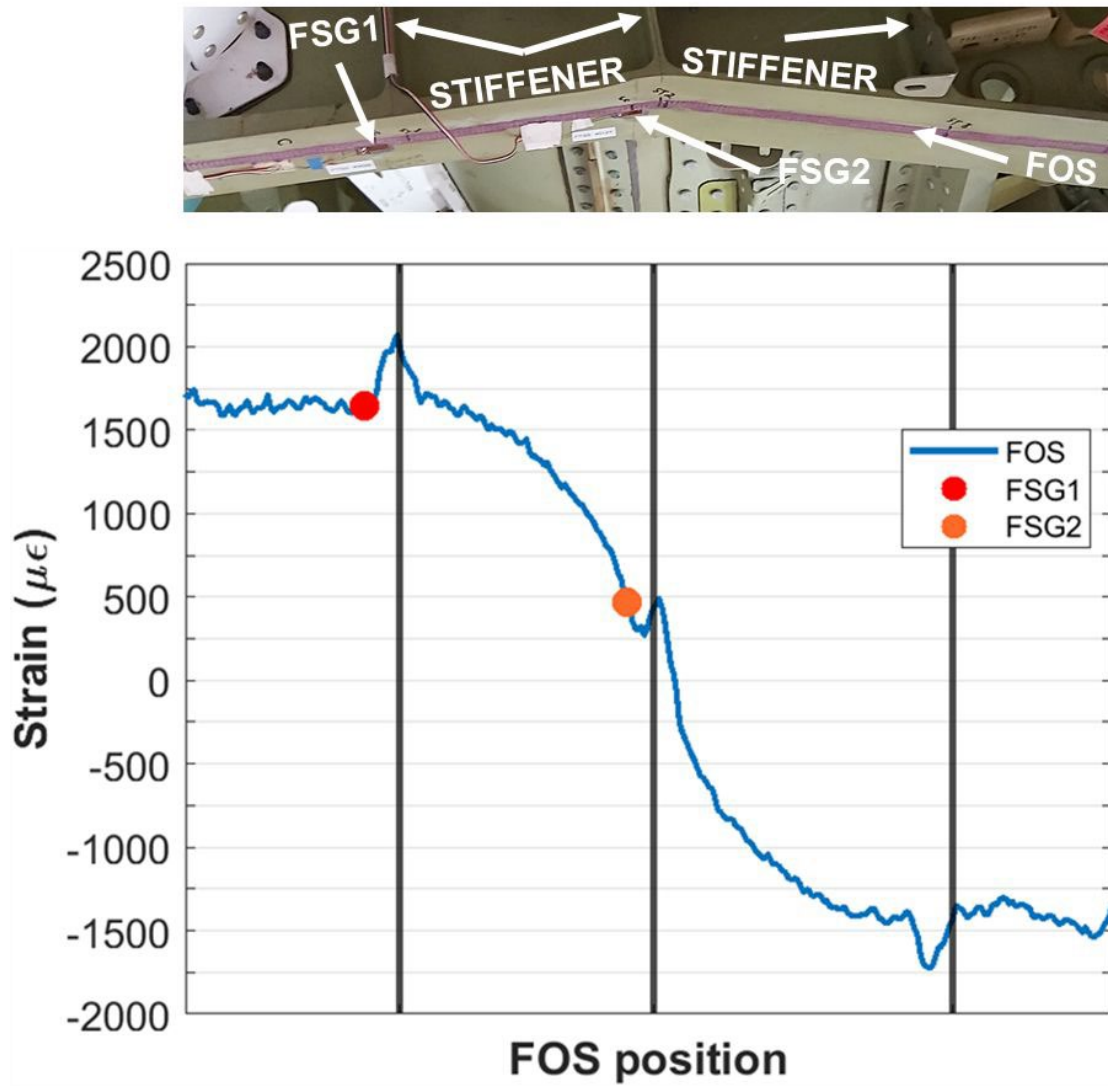 FSG1
STIFFENER
STIFFENER
FSG2
FOS
2500
2000
1500
1000
500
0
-500
-1000
-1500
-2000
Strain (με)
FOS
FSG1
FSG2
FOS position